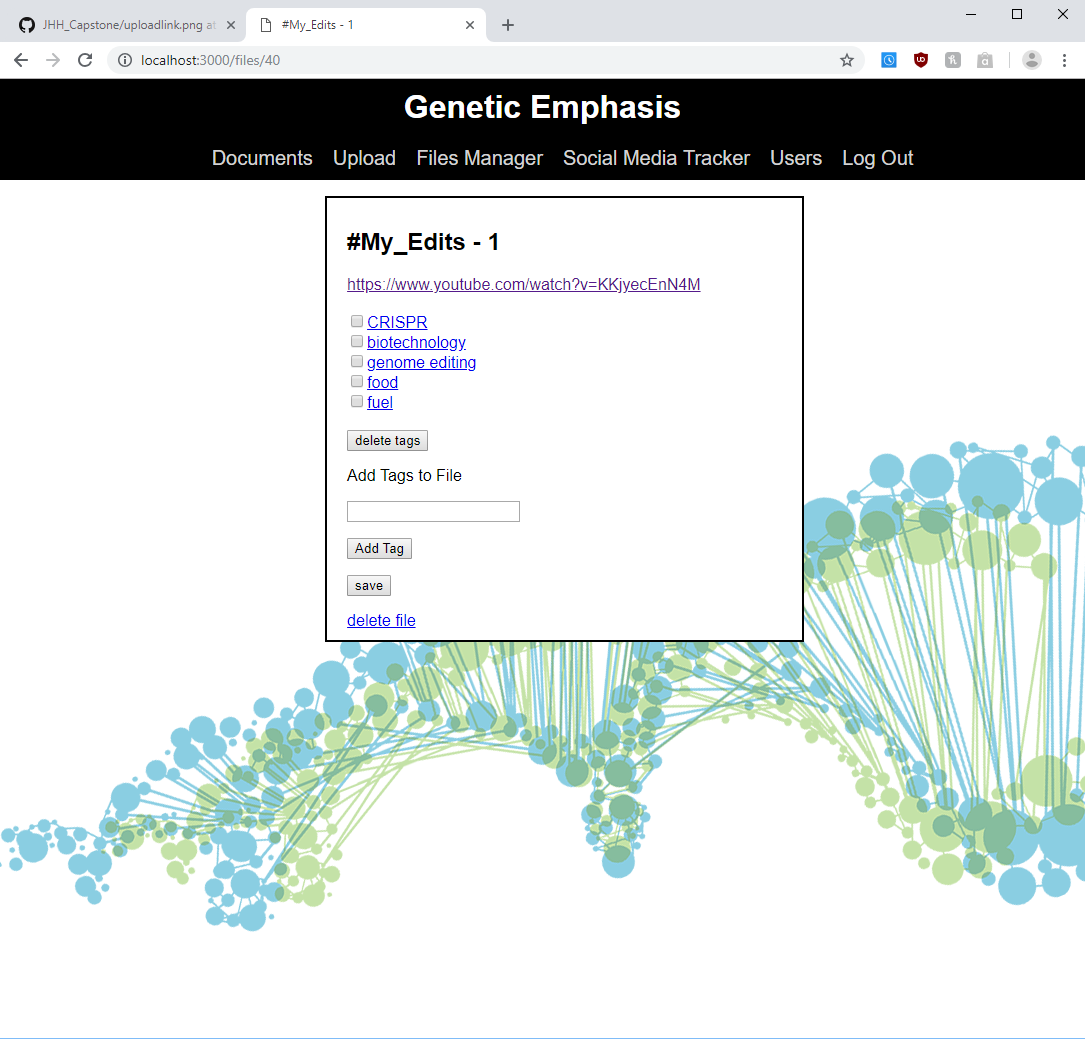 JHH_Capstone/uploadlink.png at
#My_Edits - 1
localhost:3000/files/40
Genetic Emphasis
Documents Upload Files Manager Social Media Tracker Users Log Out
#My_Edits - 1
https://www.youtube.com/watch?v=KKjyecEnN4M
CRISPR
biotechnology
genome editing
food
fuel
delete tags
Add Tags to File
Add Tag
save
delete file